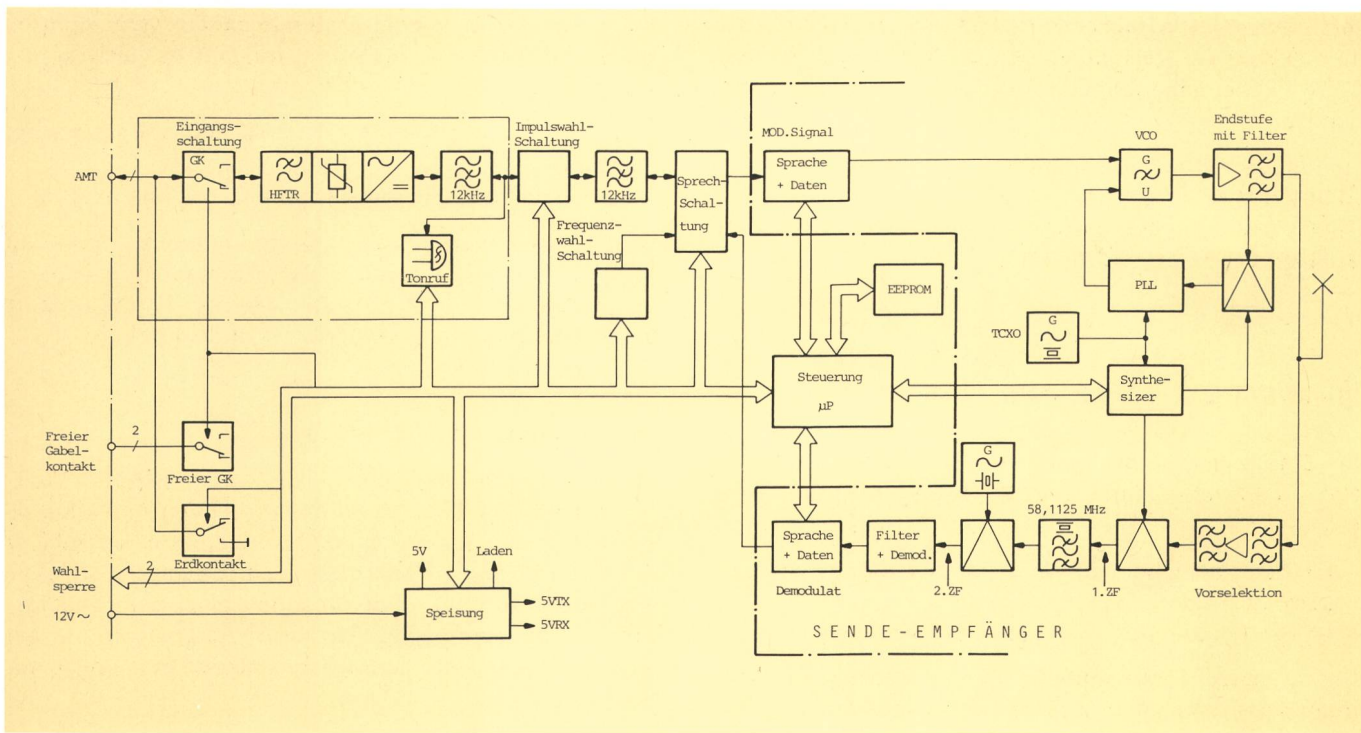 Eingangs-
schaltung
GK
AMT
HFTR
12kHz
Tonruf
Impulswahl-
Schaltung
12kHz
Frequenz-
wahl-
Schaltung
Sprech-
Schal-
tung
MOD.Signal
Sprache
+ Daten
VCO
G
U
Endstufe
mit Filter
EEPROM
PLL
TCXO
G
Steuerung
µP
Synthe-
sizer
Freier
Gabel-
kontakt
2
Freier GK
Erdkontakt
Wahl-
sperre
2
12V~
5V
Laden
Speisung
5VTX
5VRX
G
58,1125 MHz
Sprache
+ Daten
Demodulat
Filter
+ Demod.
2.ZF
1.ZF
Vorselektion
SENDE-EMPFÄNGER